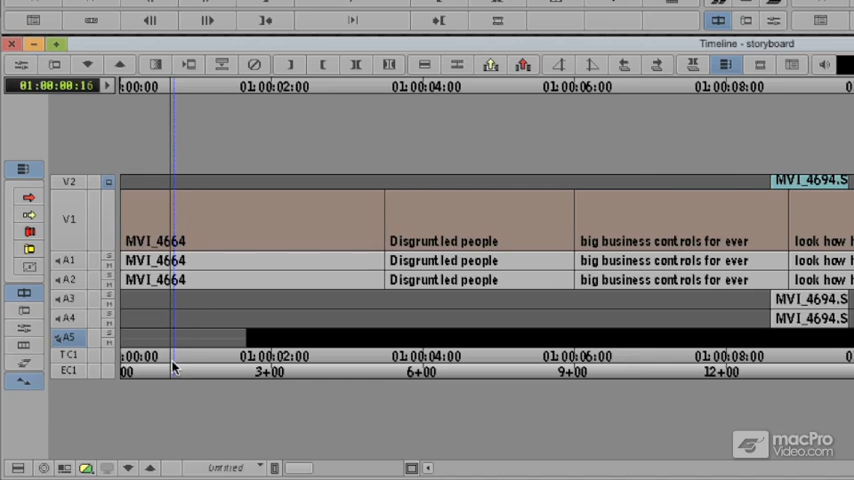 Timeline - storyboard
01:00:00:16
:00:00 01:00:02:00 01:00:04:00 01:00:06:00 01:00:08:00 0
V2 MVI_4694.S
V1 MVI_4664 Disgruntled people big business controls for ever look how h
A1 MVI_4664 Disgruntled people big business controls for ever look how h
S
M
A2 MVI_4664 Disgruntled people big business controls for ever look how h
S
M
A3 MVI_4694.S
S
M
A4 MVI_4694.S
S
M
A5
S
M
TC1 :00:00 01:00:02:00 01:00:04:00 01:00:06:00 01:00:08:00 0
EC1 00 3+00 6+00 9+00 12+00
macPro
Video.com
Untitled